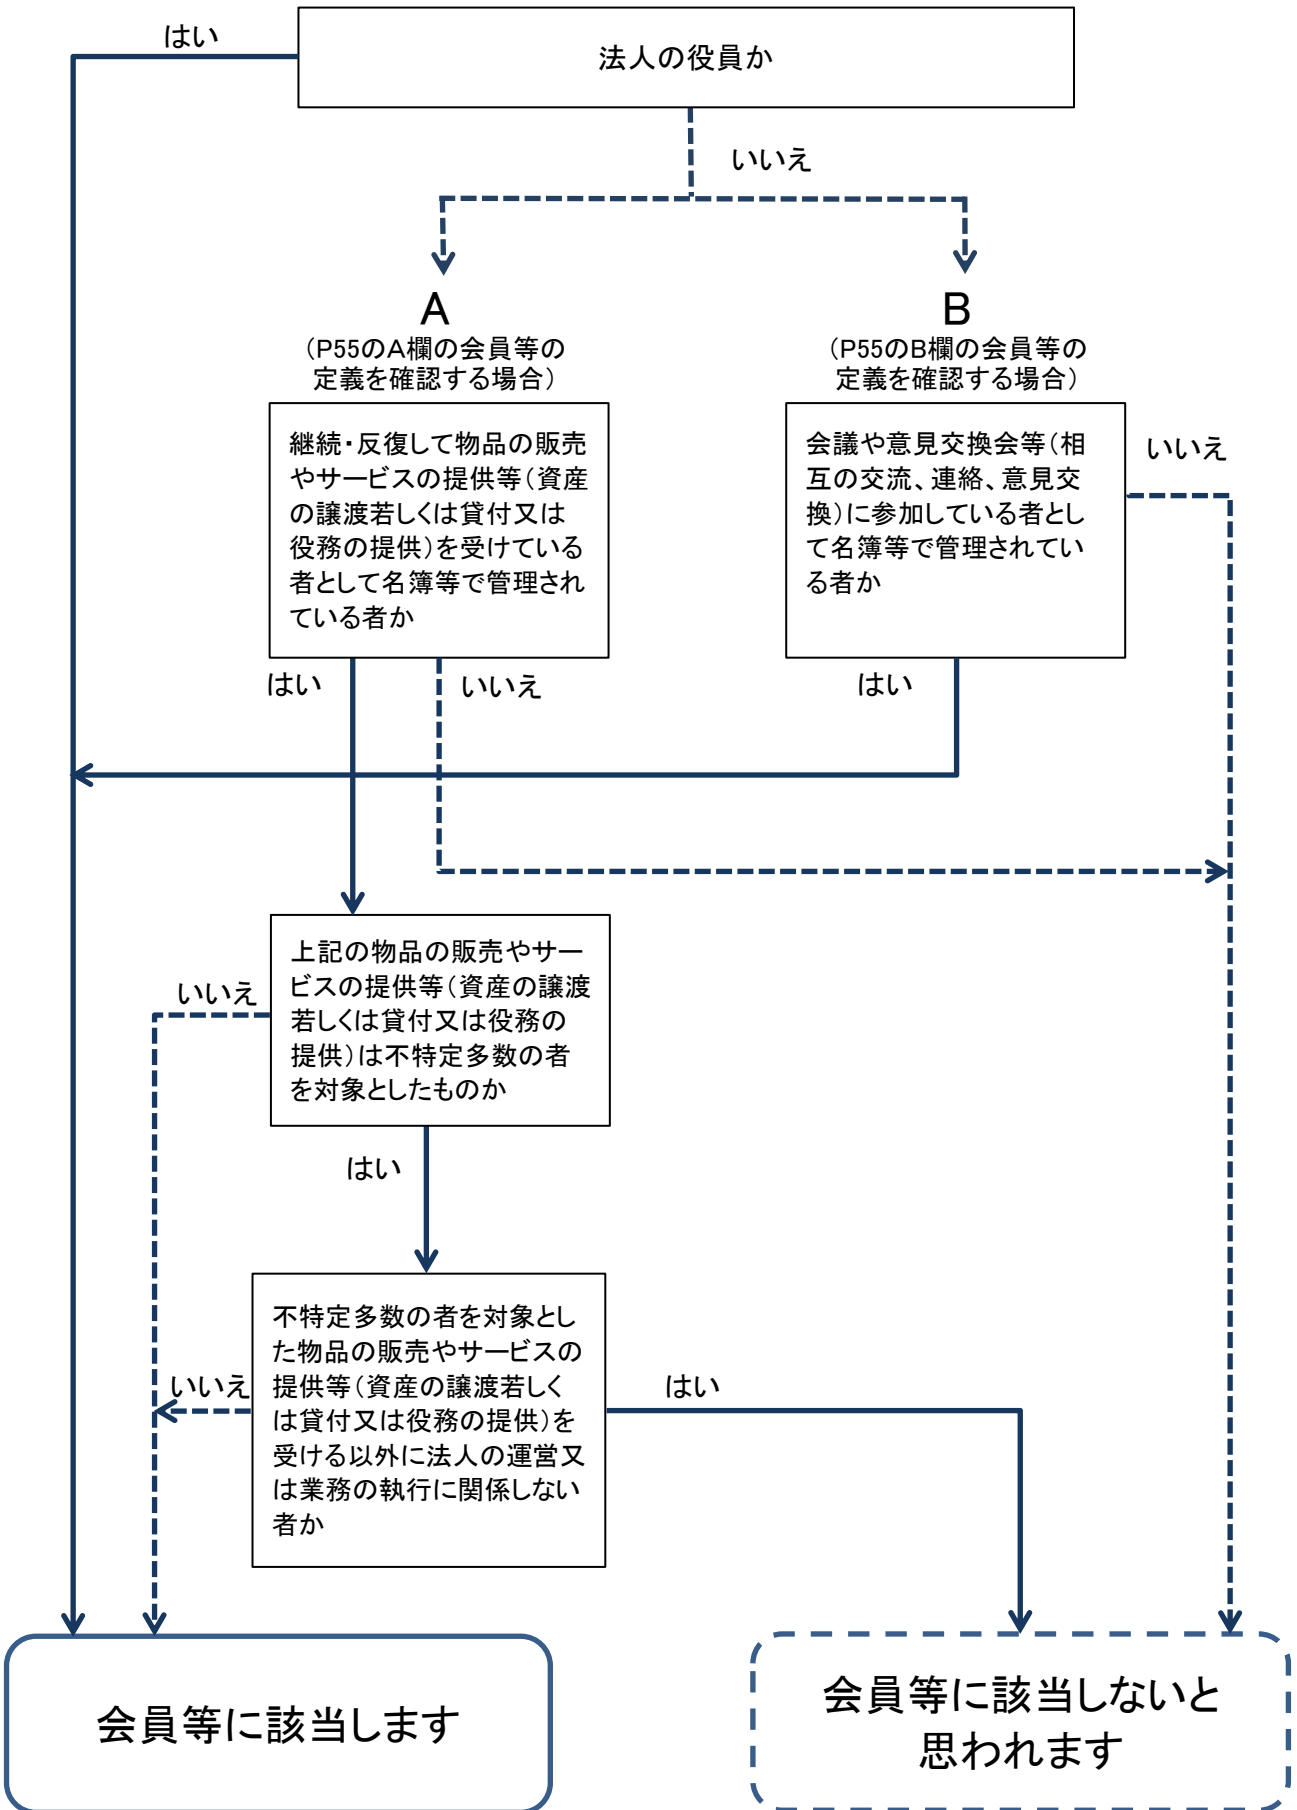 はい
法人の役員か
いいえ
A
（P55のA欄の会員等の
定義を確認する場合）
B
（P55のB欄の会員等の
定義を確認する場合）
継続・反復して物品の販売
やサービスの提供等（資産
の譲渡若しくは貸付又は
役務の提供）を受けている
者として名簿等で管理され
ている者か
会議や意見交換会等（相
互の交流、連絡、意見交
換）に参加している者とし
て名簿等で管理されてい
る者か
いいえ
はい
いいえ
はい
上記の物品の販売やサー
ビスの提供等（資産の譲渡
若しくは貸付又は役務の
提供）は不特定多数の者
を対象としたものか
いいえ
はい
不特定多数の者を対象とし
た物品の販売やサービスの
提供等（資産の譲渡若しく
は貸付又は役務の提供）を
受ける以外に法人の運営又
は業務の執行に関係しない
者か
いいえ
はい
会員等に該当します
会員等に該当しないと
思われます